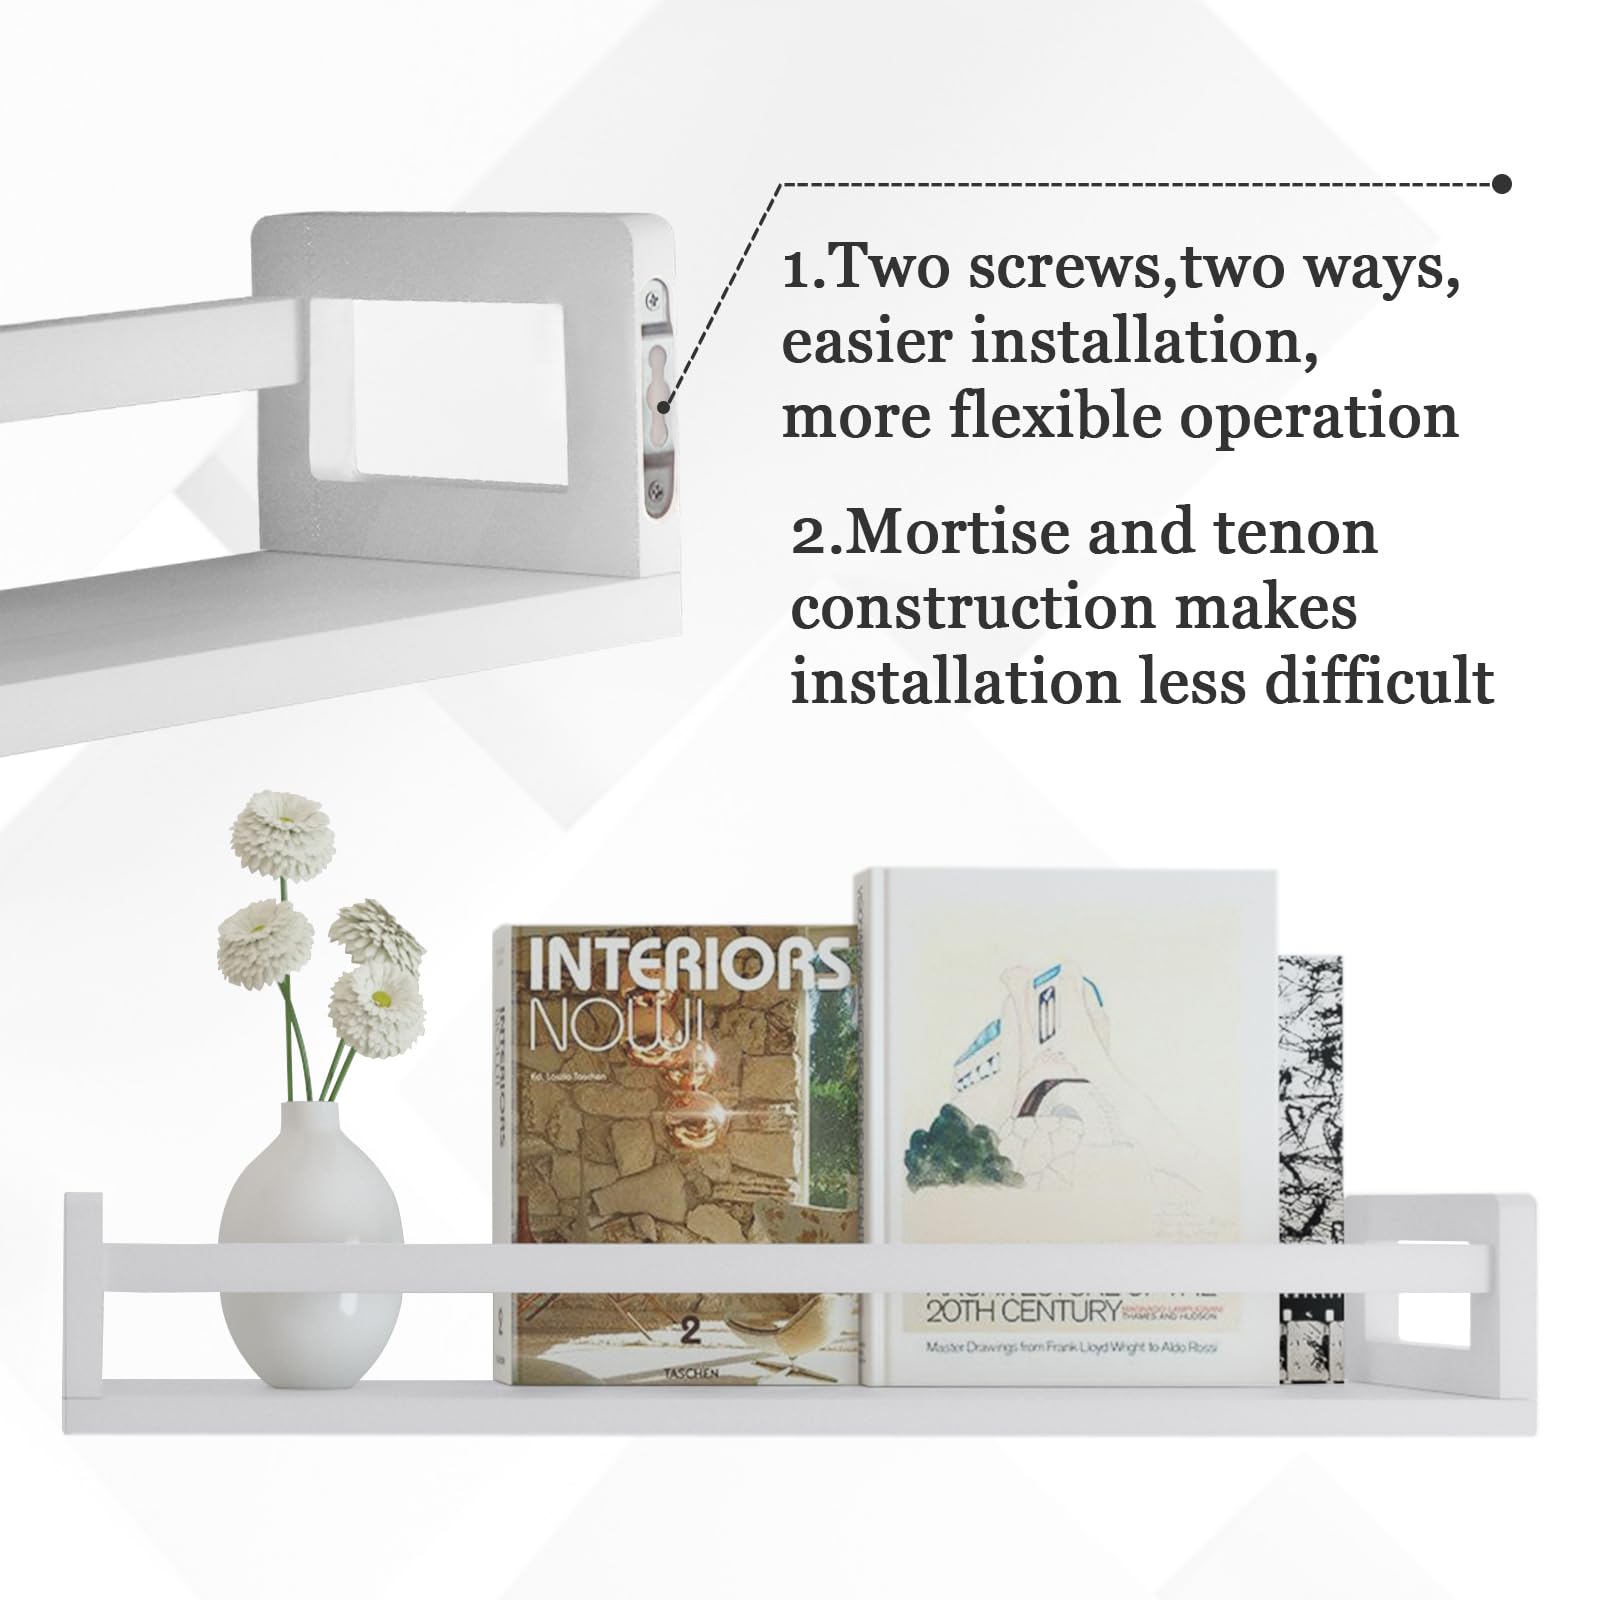 1.Two screws,two ways,
easier installation,
more flexible operation
2.Mortise and tenon
construction makes
installation less difficult
INTERIORS
NOW!
Ed. Laszlo Taschen
INTERIORS
2
TASCHEN
20TH CENTURY
MAGNAGO LAMPUGNANI
THAMES AND HUDSON
Master Drawings from Frank Lloyd Wright to Aldo Rossi